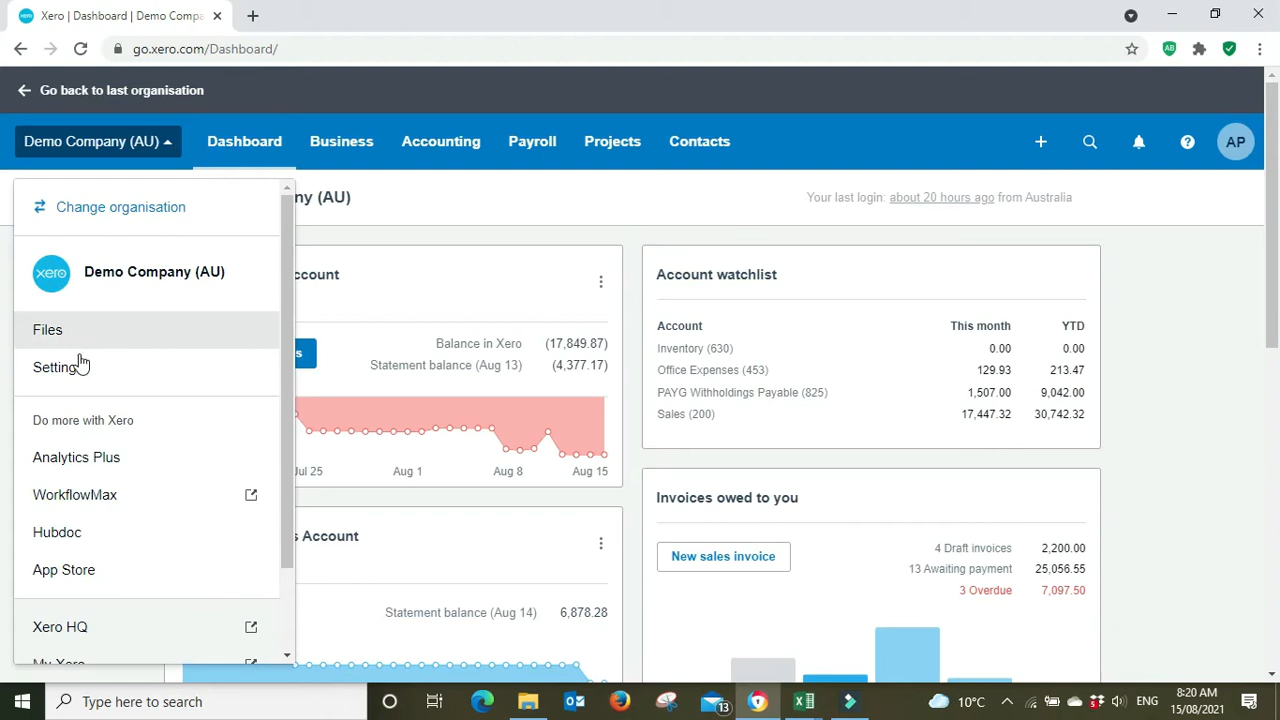 Xero | Dashboard | Demo Compa
go.xero.com/Dashboard/
AB
Go back to last organisation
Demo Company (AU)
Dashboard
Business
Accounting
Payroll
Projects
Contacts
AP
ny (AU)
Your last login: about 20 hours ago from Australia
Change organisation
xero
Demo Company (AU)
Files
Setting
Do more with Xero
Analytics Plus
WorkflowMax
Hubdoc
App Store
Xero HQ
My Xero
ccount
s
Balance in Xero (17,849.87)
Statement balance (Aug 13) (4,377.17)
Jul 25 Aug 1 Aug 8 Aug 15
s Account
Statement balance (Aug 14) 6,878.28
Account watchlist
Account This month YTD
Inventory (630) 0.00 0.00
Office Expenses (453) 129.93 213.47
PAYG Withholdings Payable (825) 1,507.00 9,042.00
Sales (200) 17,447.32 30,742.32
Invoices owed to you
New sales invoice
4 Draft invoices 2,200.00
13 Awaiting payment 25,056.55
3 Overdue 7,097.50
Type here to search
13
10°C
ENG
8:20 AM
15/08/2021